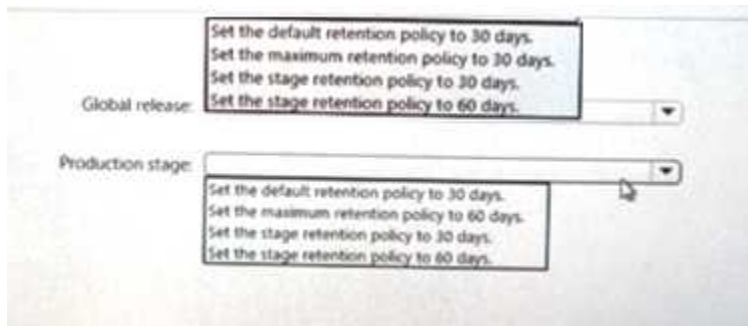 Set the default retention policy to 30 days.
Set the maximum retention policy to 30 days.
Set the stage retention policy to 30 days.
Set the stage retention policy to 60 days.
Global release:
Production stage:
Set the default retention policy to 30 days.
Set the maximum retention policy to 60 days.
Set the stage retention policy to 30 days.
Set the stage retention policy to 60 days.